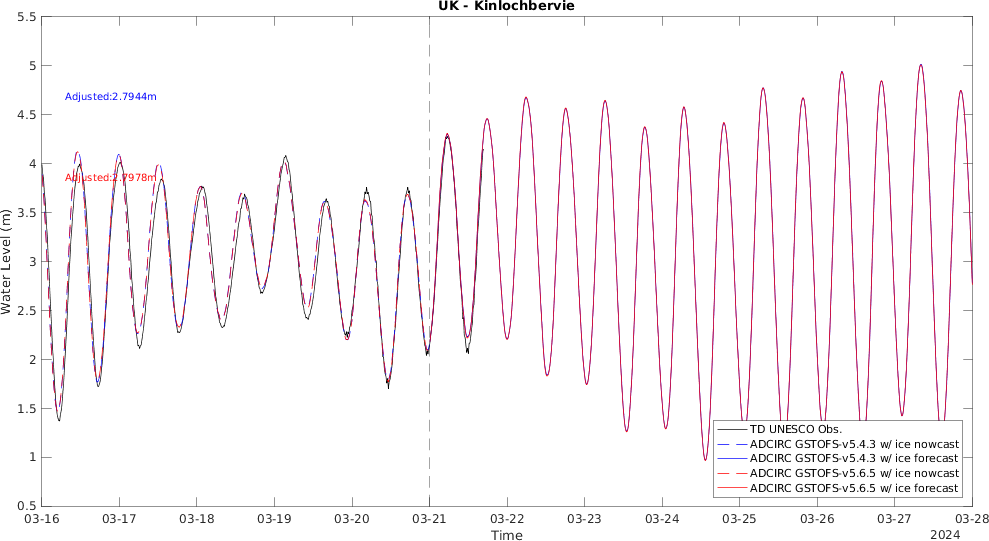 UK - Kinlochbervie
5.5
5
4.5
4
3.5
3
2.5
2
1.5
1
0.5
Water Level (m)
Adjusted:2.7944m
Adjusted:2.7978m
TD UNESCO Obs.
ADCIRC GSTOFS-v5.4.3 w/ ice nowcast
ADCIRC GSTOFS-v5.4.3 w/ ice forecast
ADCIRC GSTOFS-v5.6.5 w/ ice nowcast
ADCIRC GSTOFS-v5.6.5 w/ ice forecast
03-16 03-17 03-18 03-19 03-20 03-21 03-22 03-23 03-24 03-25 03-26 03-27 03-28
Time
2024